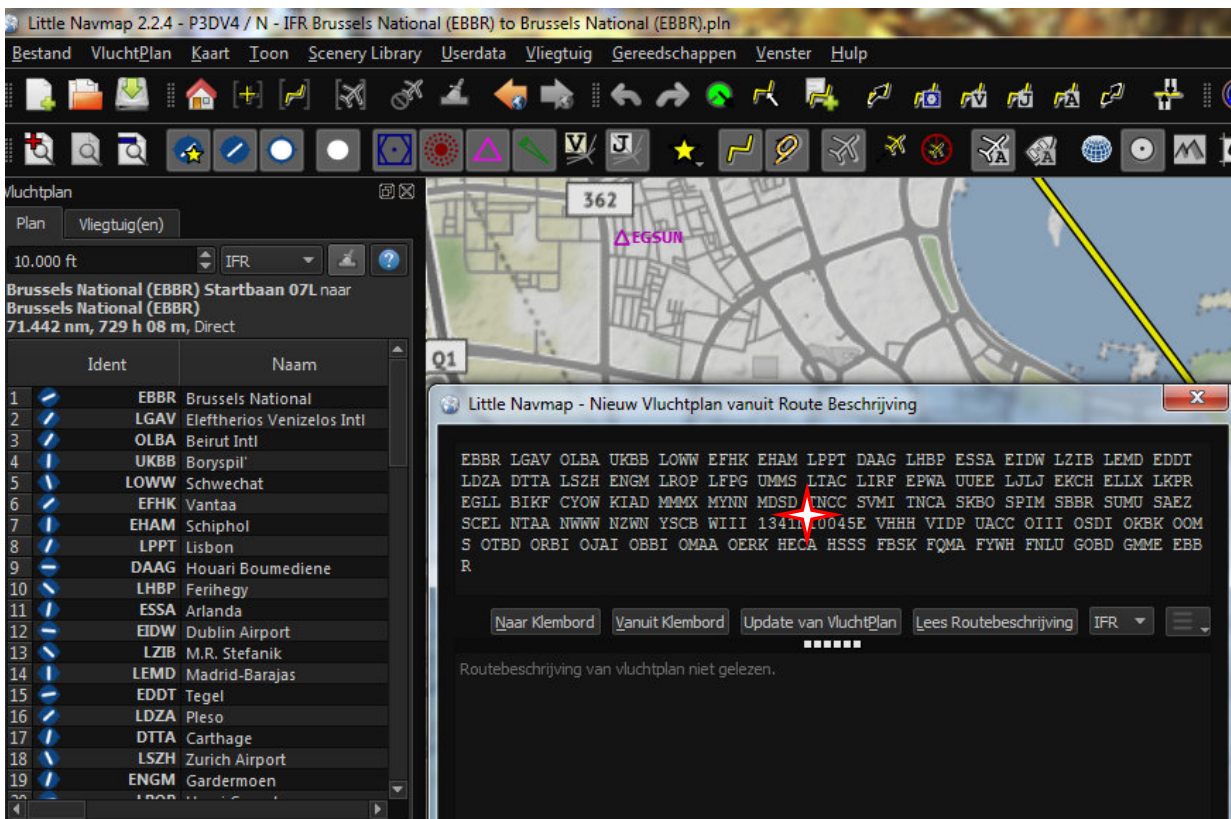 Little Navmap 2.2.4 - P3DV4 / N - IFR Brussels National (EBBR) to Brussels National (EBBR).pln
Bestand VluchtPlan Kaart Toon Scenery Library Userdata Vliegtuig Gereedschappen Venster Hulp
Vluchtplan
Plan Vliegtuig(en)
10.000 ft IFR
Brussels National (EBBR) Startbaan 07L naar
Brussels National (EBBR)
71.442 nm, 729 h 08 m, Direct
Ident Naam
1 EBBR Brussels National
2 LGAV Eleftherios Venizelos Intl
3 OLBA Beirut Intl
4 UKBB Boryspil'
5 LOWW Schwechat
6 EFHK Vantaa
7 EHAM Schiphol
8 LPPT Lisbon
9 DAAG Houari Boumediene
10 LHBP Ferihegy
11 ESSA Arlanda
12 EIDW Dublin Airport
13 LZIB M.R. Stefanik
14 LEMD Madrid-Barajas
15 EDDT Tegel
16 LDZA Pleso
17 DTTA Carthage
18 LSZH Zurich Airport
19 ENGM Gardermoen
362
EGSUN
Q1
Little Navmap - Nieuw Vluchtplan vanuit Route Beschrijving
EBBR LGAV OLBA UKBB LOWW EFHK EHAM LPPT DAAG LHBP ESSA EIDW LZIB LEMD EDDT
LDZA DTTA LSZH ENGM LROP LFPG UMMS LTAC LIRF EPWA UUEE LJLJ EKCH ELLX LKPR
EGLL BIKF CYOW KIAD MMMX MYNN MDSD TNCC SVMI TNCA SKBO SPIM SBBR SUMU SAEZ
SCEL NTAA NWWW NZWN YSCB WIII VHHH VIDP UACC OIII OSDI OKBK OOM
S OTBD ORBI OJAI OBBI OMAA OERK HECA HSSS FBSK FQMA FYWH FNLU GOBD GMME EBB
R
Naar Klembord Vanuit Klembord Update van VluchtPlan Lees Routebeschrijving IFR
Routebeschrijving van vluchtplan niet gelezen.